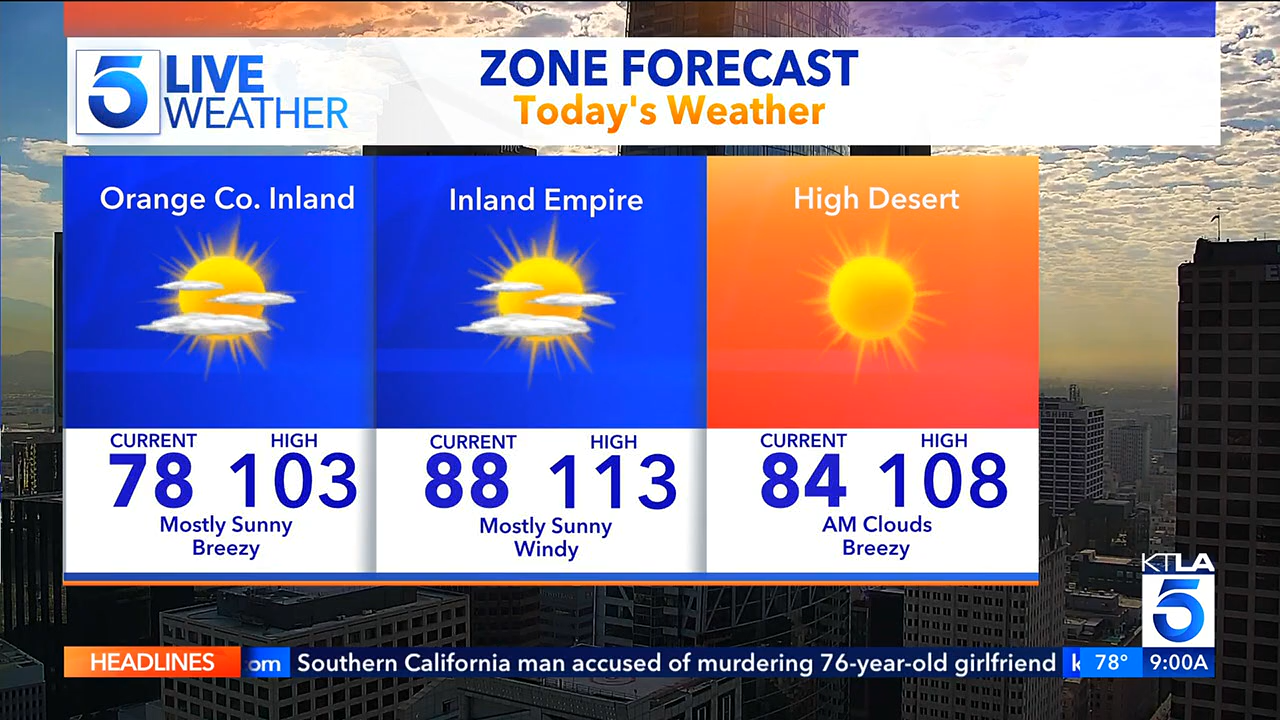 5 LIVE
WEATHER
ZONE FORECAST
Today's Weather
Orange Co. Inland
CURRENT HIGH
78 103
Mostly Sunny
Breezy
Inland Empire
CURRENT HIGH
88 113
Mostly Sunny
Windy
High Desert
CURRENT HIGH
84 108
AM Clouds
Breezy
KTLA
5
HEADLINES om Southern California man accused of murdering 76-year-old girlfriend k 78° 9:00A